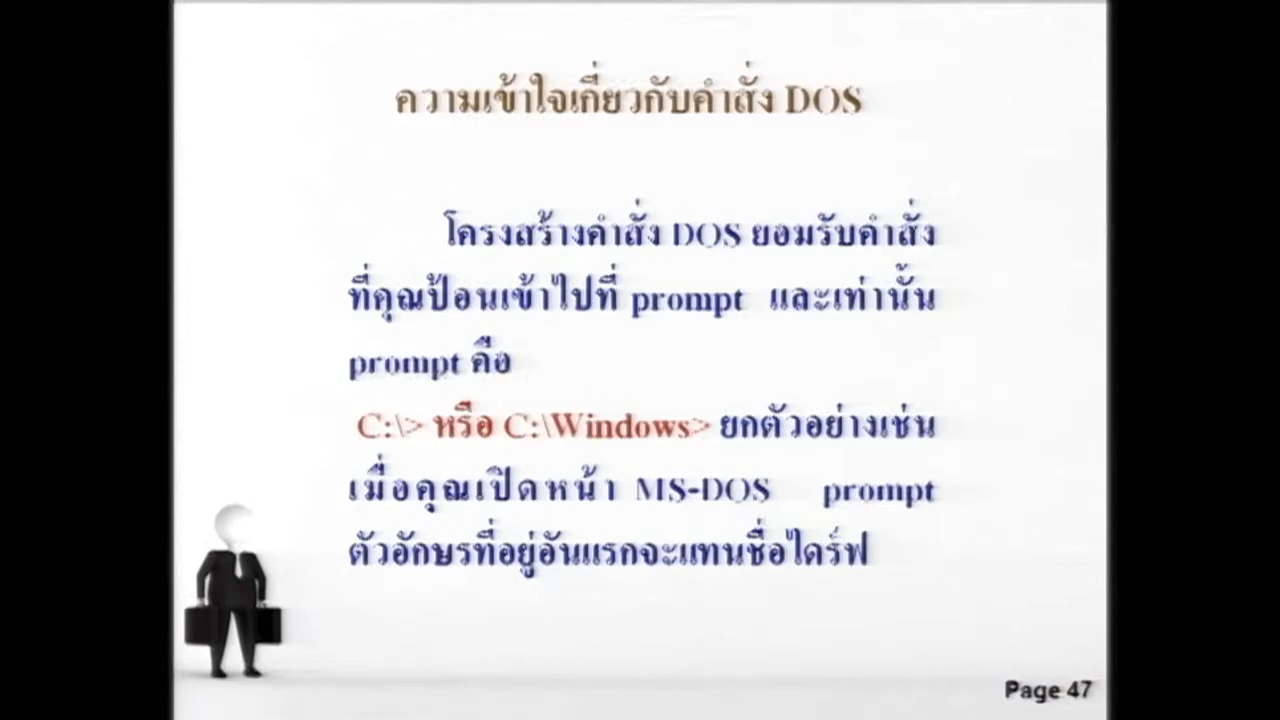 ความเข้าใจเกี่ยวกับคำสั่ง DOS
โครงสร้างคำสั่ง DOS ยอมรับคำสั่ง
ที่คุณป้อนเข้าไปที่ prompt และเท่านั้น
prompt คือ
C:\> หรือ C:\Windows> ยกตัวอย่างเช่น
เมื่อคุณเปิดหน้า MS-DOS prompt
ตัวอักษรที่อยู่อันแรกจะแทนชื่อไดร์ฟ
Page 47